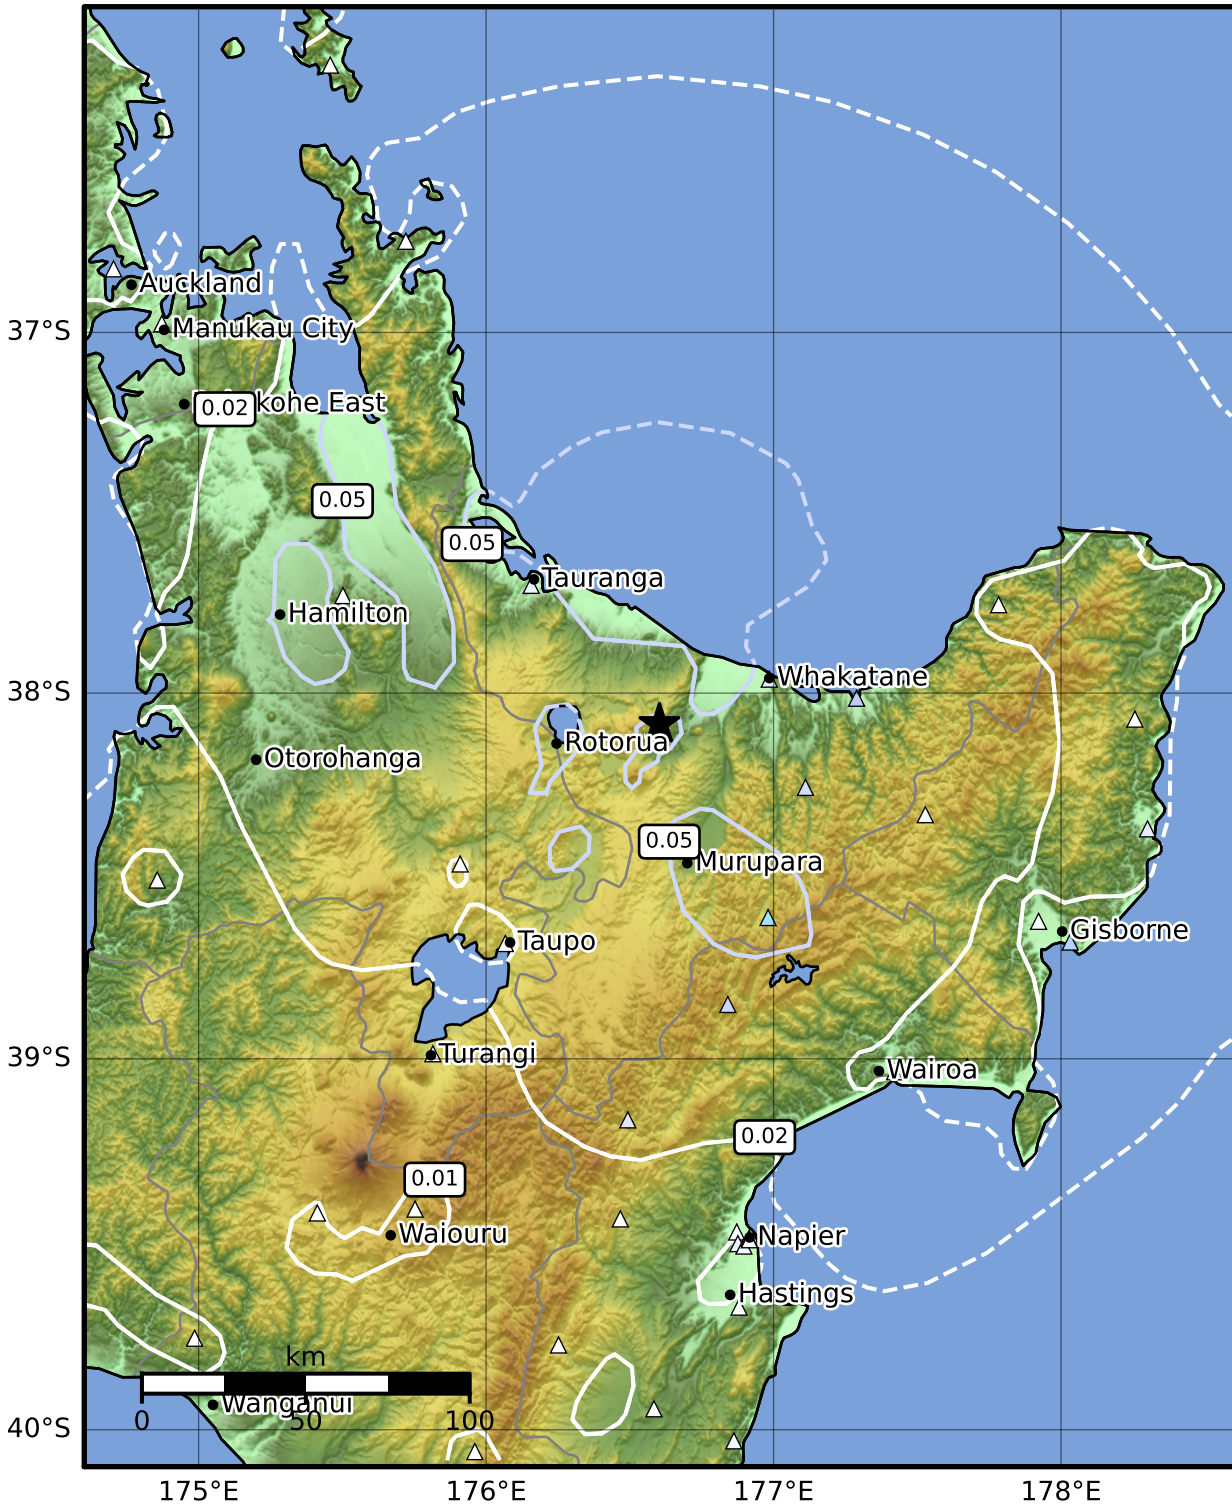 Auckland
37°S
Manukau City
0.02
kohe East
0.05
0.05
Tauranga
Hamilton
38°S
Whakatane
Rotorua
Otorohanga
0.05
Murupara
Gisborne
Taupo
39°S
Turangi
Wairoa
0.02
0.01
Waiouru
Napier
Hastings
km
Wanganui
0
50
100
40°S
175°E
176°E
177°E
178°E